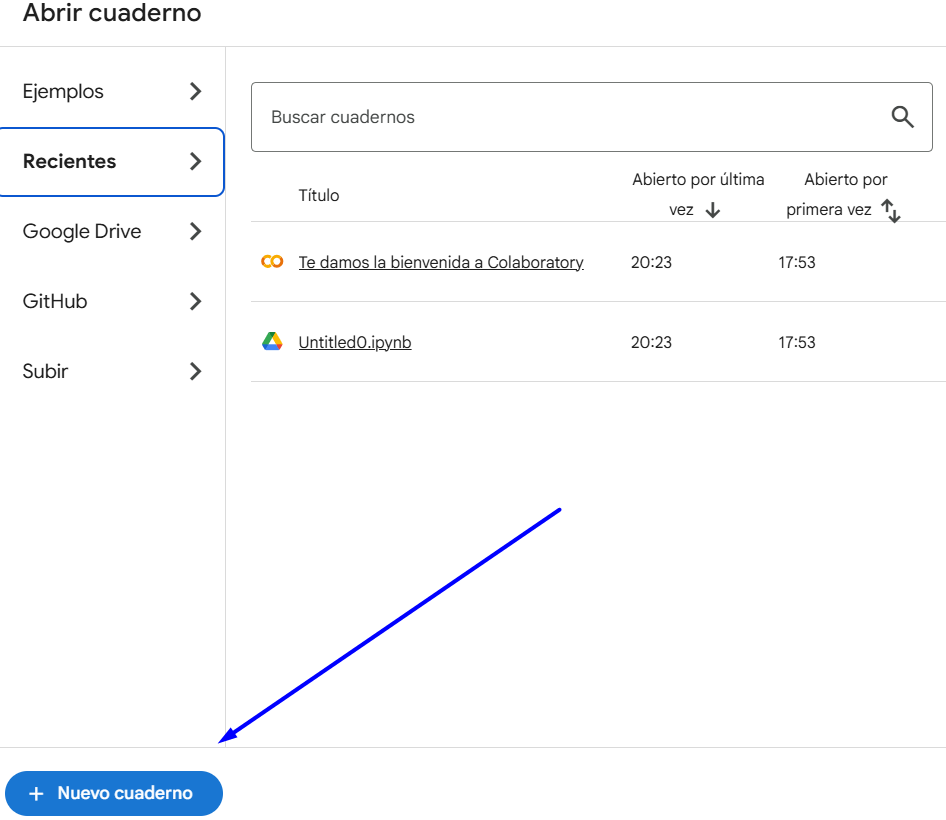 Abrir cuaderno
Ejemplos
Recientes
Google Drive
GitHub
Subir
Buscar cuadernos
Título
Abierto por última
vez
Abierto por
primera vez
Te damos la bienvenida a Colaboratory
20:23
17:53
Untitled0.ipynb
20:23
17:53
+ Nuevo cuaderno